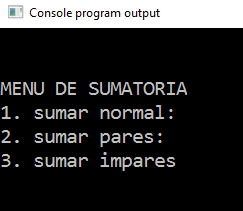 Console program output
MENU DE SUMATORIA
1. sumar normal:
2. sumar pares:
3. sumar impares